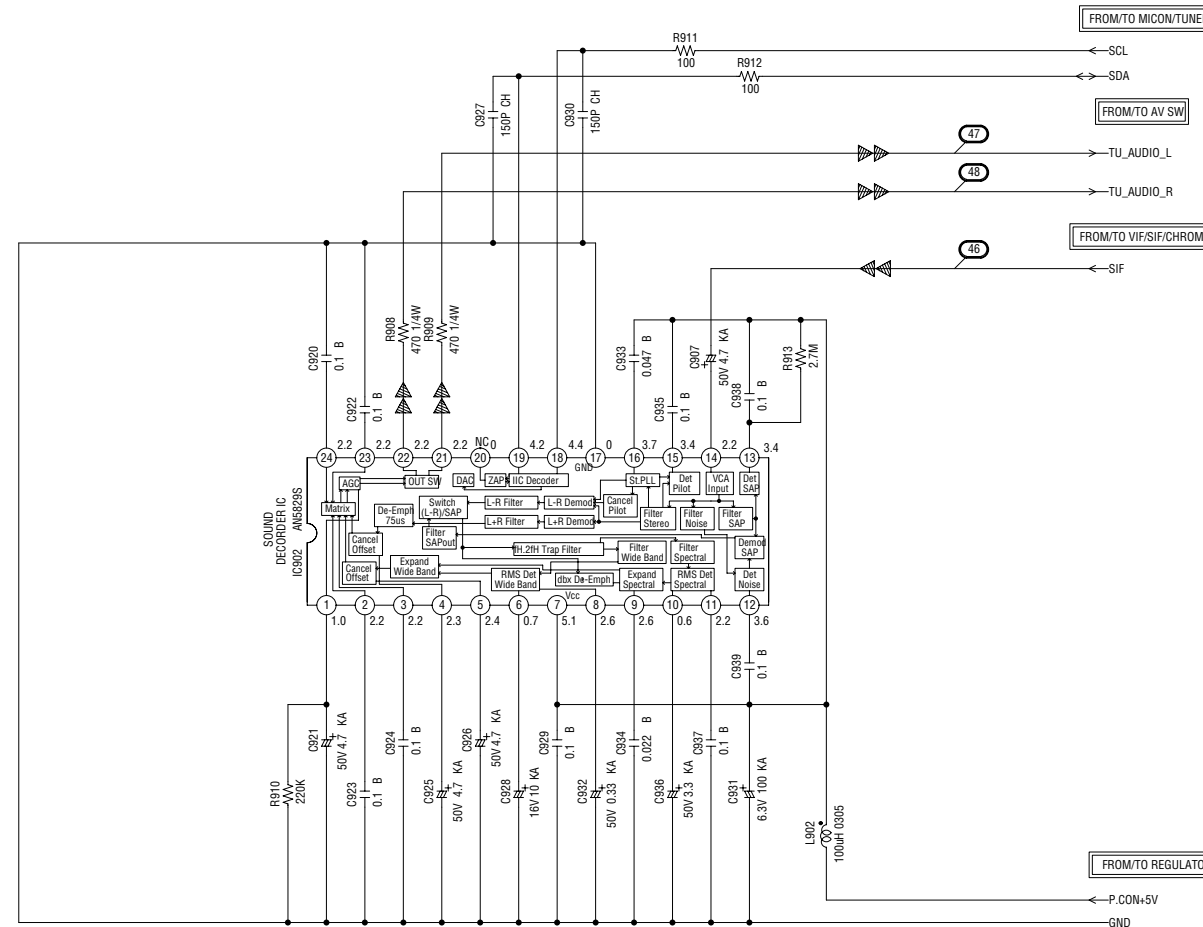 FROM/TO MICON/TUNE
R911
100
SCL
R912
100
SDA
C927
150P CH
C930
150P CH
FROM/TO AV SW
47
TU_AUDIO_L
48
TU_AUDIO_R
FROM/TO VIF/SIF/CHROM
46
SIF
C920
0.1 B
C922
0.1 B
R908
470 1/4W
R909
470 1/4W
C933
0.047 B
C935
0.1 B
C907
+
50V 4.7 KA
C938
0.1 B
R913
2.7M
24 2.2
23 2.2
22 2.2
21 2.2
NC
20 0
19 4.2
18 4.4
GND
17 0
16 3.7
15 3.4
14 2.2
13 3.4
SOUND
DECORDER IC
IC902 AN5829S
AGC
OUT SW
DAC
ZAP
IIC Decoder
St.PLL
Det
Pilot
VCA
Input
Det
SAP
Matrix
De-Emph
75us
Switch
(L-R)/SAP
L-R Filter
L-R Demod
Cancel
Pilot
Filter
Stereo
Filter
Noise
Filter
SAP
L+R Filter
L+R Demod
Cancel
Offset
Filter
SAPout
fH.2fH Trap Filter
Filter
Wide Band
Filter
Spectral
Demod
SAP
Cancel
Offset
Expand
Wide Band
RMS Det
Wide Band
dbx De-Emph
Expand
Spectral
RMS Det
Spectral
Det
Noise
Vcc
1 1.0
2 2.2
3 2.2
4 2.3
5 2.4
6 0.7
7 5.1
8 2.6
9 2.6
10 0.6
11 2.2
12 3.6
C939
0.1 B
R910
220K
C921
+
50V 4.7 KA
C923
0.1 B
C924
0.1 B
C925
+
50V 4.7 KA
C926
+
50V 4.7 KA
C928
+
16V 10 KA
C929
0.1 B
C932
+
50V 0.33 KA
C934
0.022 B
C936
+
50V 3.3 KA
C937
0.1 B
C931
+
6.3V 100 KA
L902
100uH 0305
FROM/TO REGULATO
P.CON+5V
GND